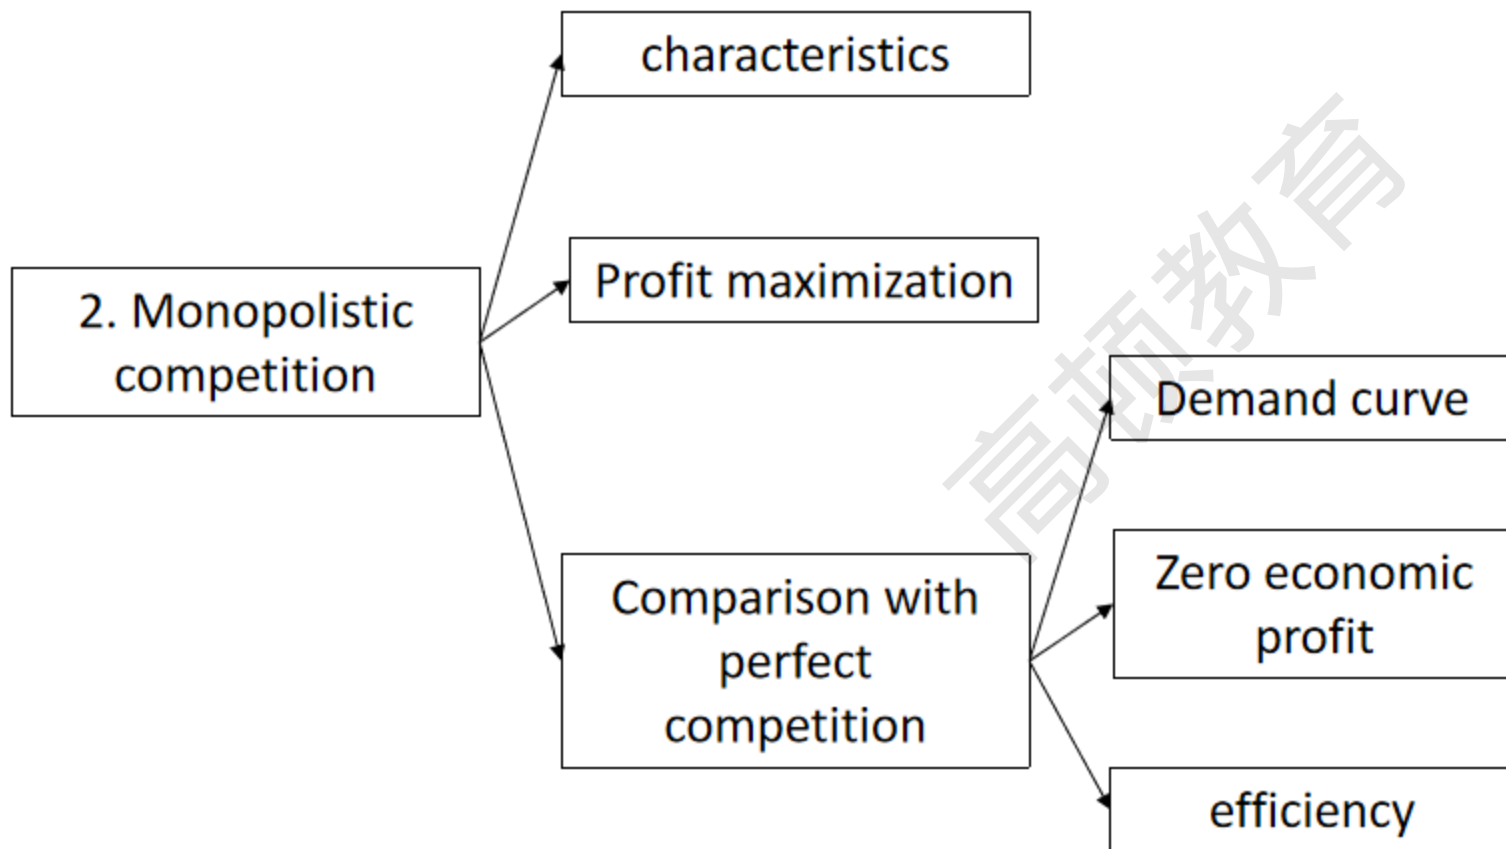 characteristics
Profit maximization
2. Monopolistic
competition
Demand curve
Zero economic
profit
Comparison with
perfect
competition
efficiency
高顿教育